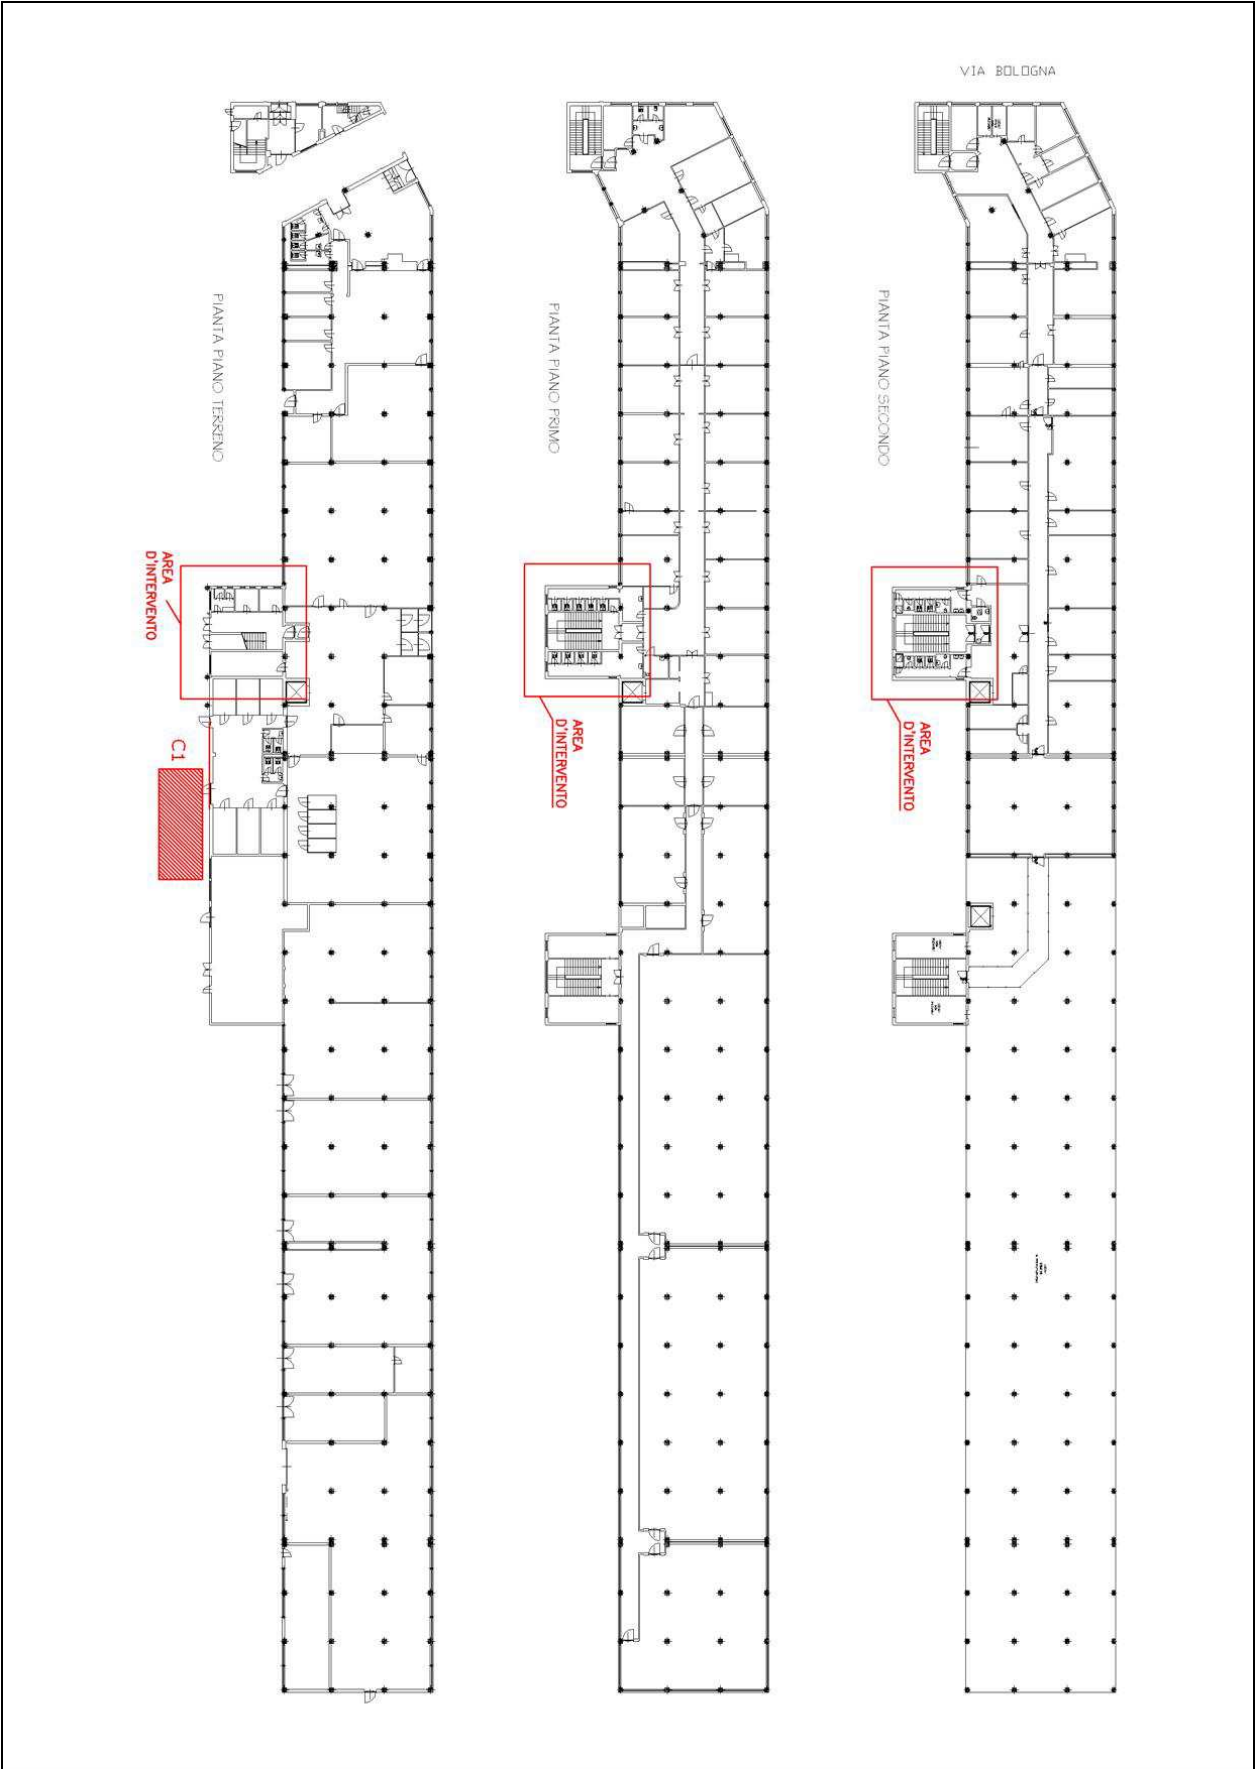 VIA BOLOGNA
PIANTA PIANO TERRENO
PIANTA PIANO PRIMO
PIANTA PIANO SECONDO
AREA
D'INTERVENTO
AREA
D'INTERVENTO
AREA
D'INTERVENTO
C1